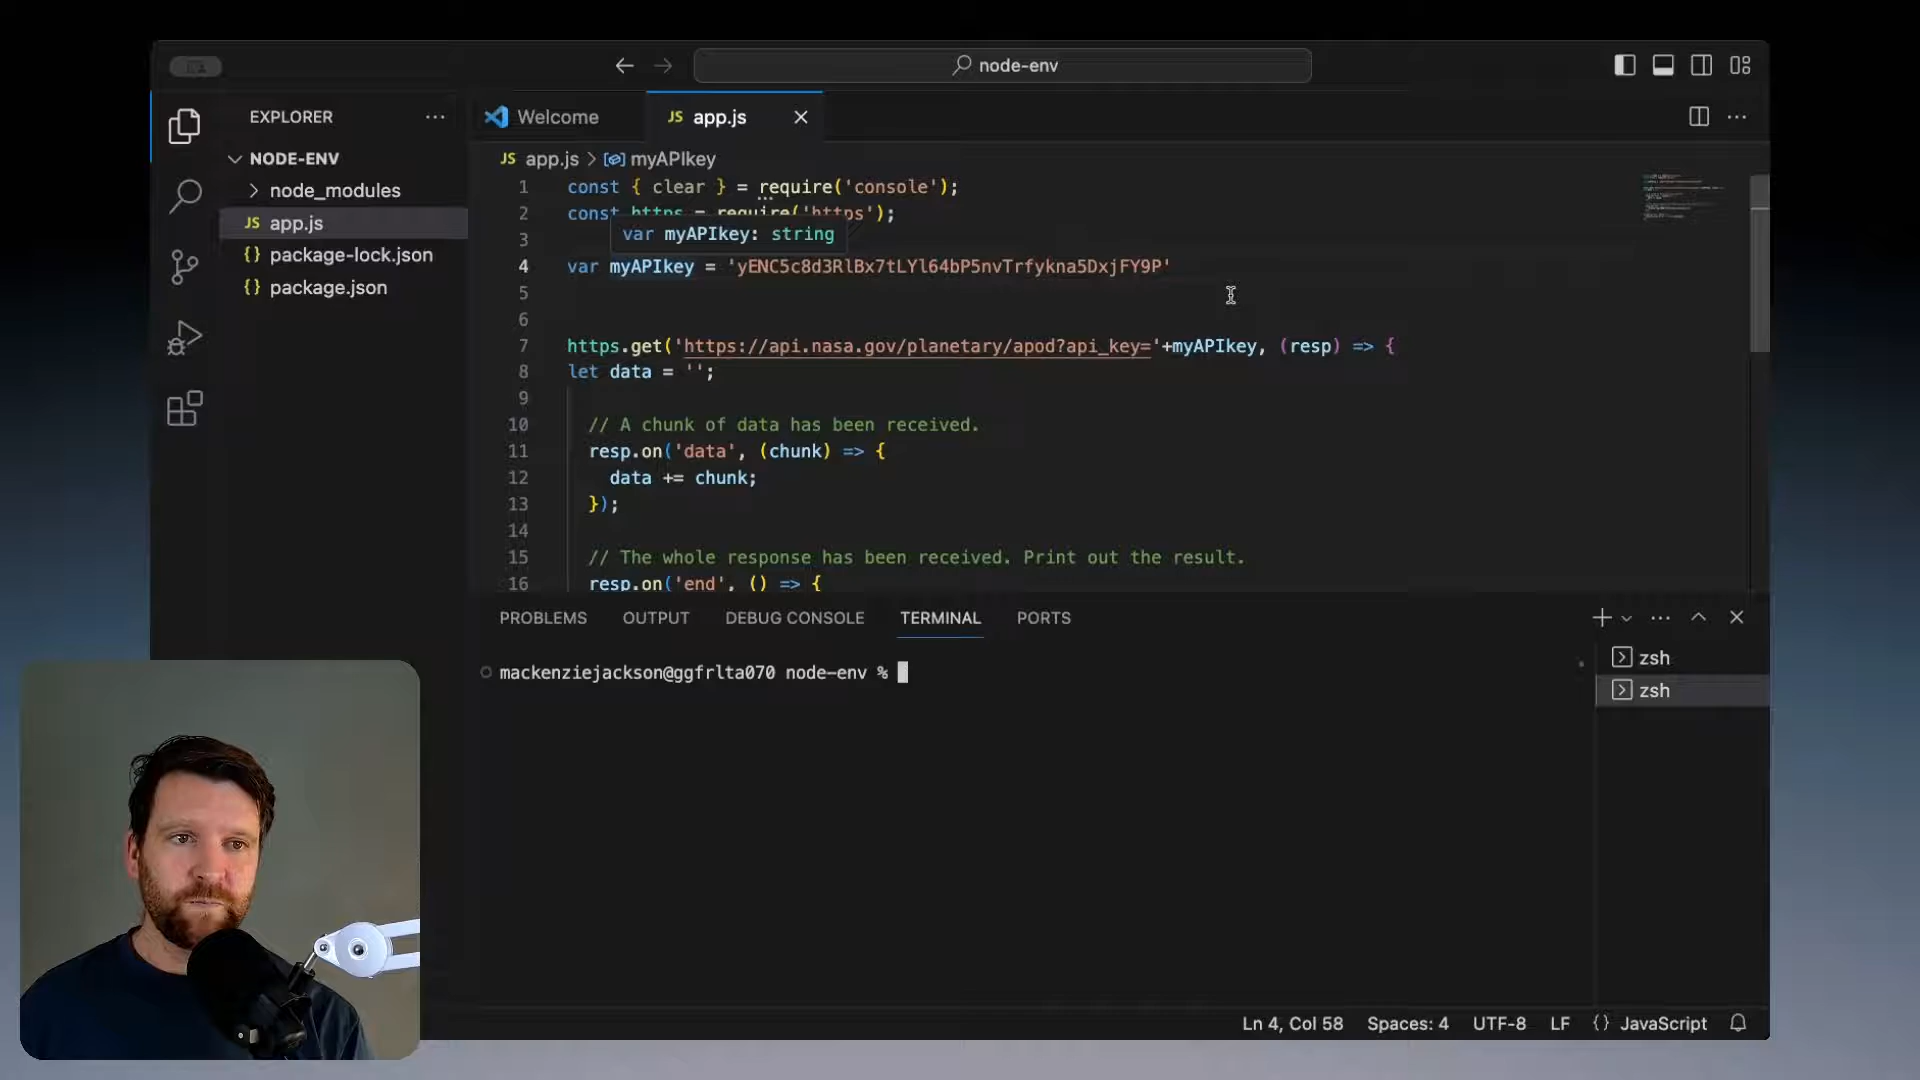 node-env
EXPLORER
NODE-ENV
node_modules
JS app.js
{} package-lock.json
{} package.json
Welcome
JS app.js
JS app.js > myAPIkey
1 const { clear } = require('console');
2 const https = require('https');
var myAPIkey: string
3
4 var myAPIkey = 'yENC5c8d3RlBx7tLYl64bP5nvTrfykna5DxjFY9P'
5
6
7 https.get('https://api.nasa.gov/planetary/apod?api_key='+myAPIkey, (resp) => {
8 let data = '';
9
10 // A chunk of data has been received.
11 resp.on('data', (chunk) => {
12 data += chunk;
13 });
14
15 // The whole response has been received. Print out the result.
16 resp.on('end', () => {
PROBLEMS OUTPUT DEBUG CONSOLE TERMINAL PORTS
mackenziejackson@ggfrlta070 node-env %
zsh
zsh
Ln 4, Col 58 Spaces: 4 UTF-8 LF {} JavaScript